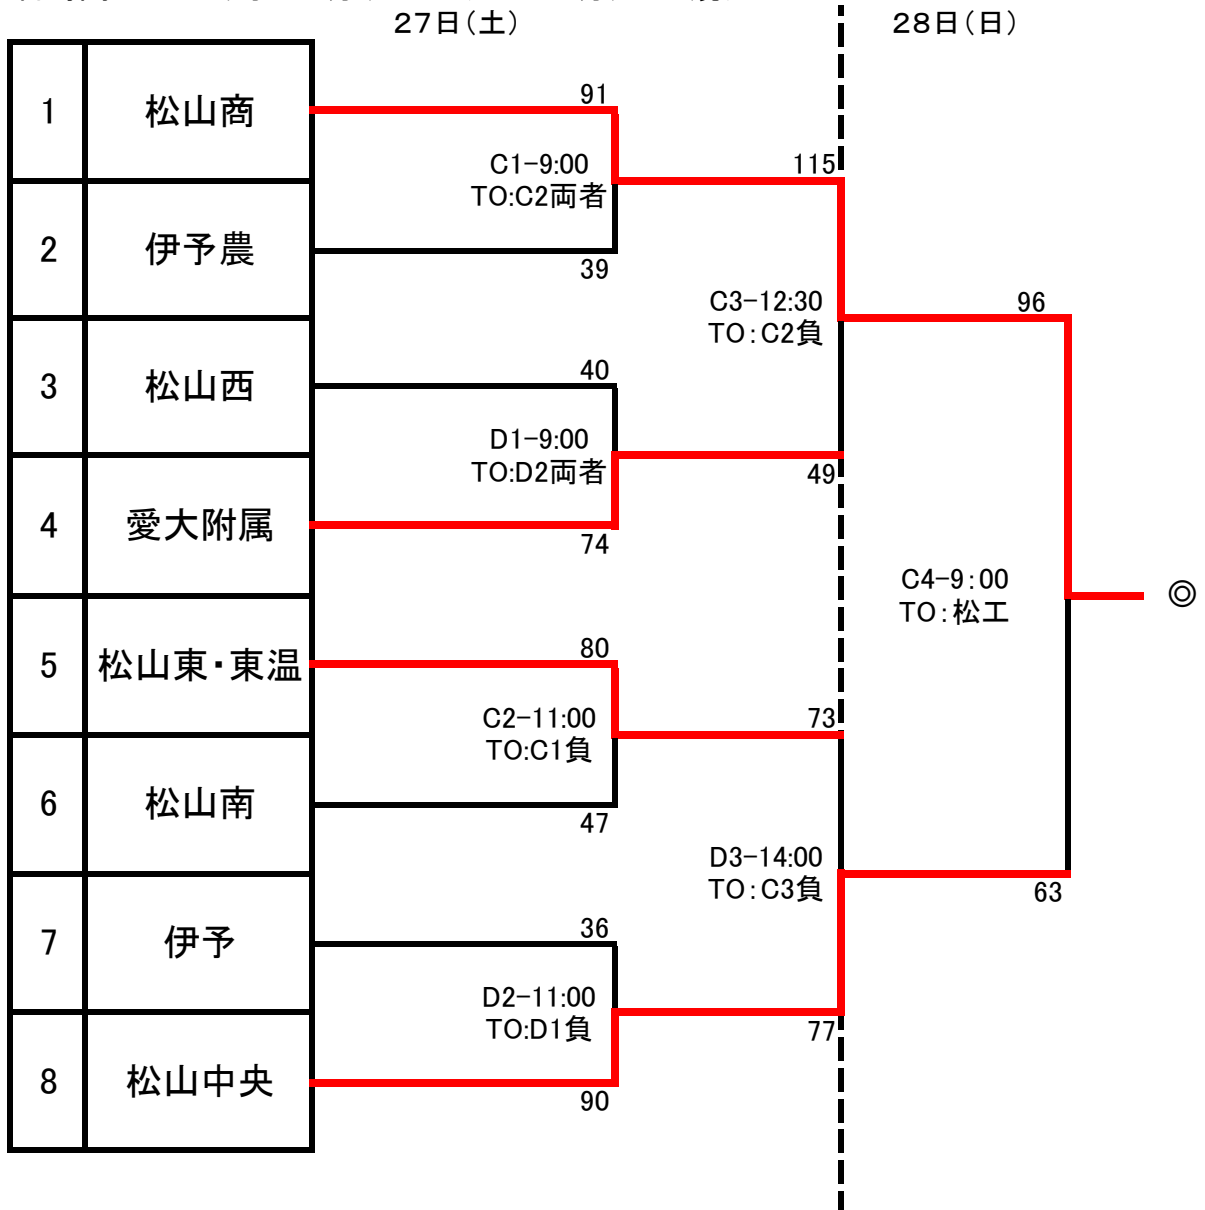 27日(土)
28日(日)
1 松山商
2 伊予農
3 松山西
4 愛大附属
5 松山東・東温
6 松山南
7 伊予
8 松山中央
91
C1-9:00
TO:C2両者
39
40
D1-9:00
TO:D2両者
74
80
C2-11:00
TO:C1負
47
36
D2-11:00
TO:D1負
90
115
C3-12:30
TO:C2負
49
73
D3-14:00
TO:C3負
77
96
C4-9:00
TO:松工
63
◎